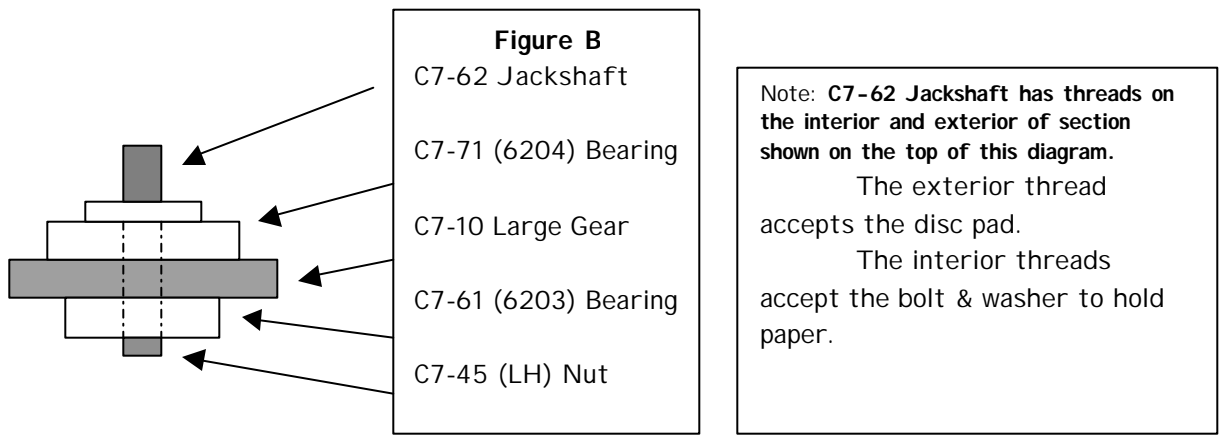 Figure B
C7-62 Jackshaft
C7-71 (6204) Bearing
C7-10 Large Gear
C7-61 (6203) Bearing
C7-45 (LH) Nut
Note: C7-62 Jackshaft has threads on
the interior and exterior of section
shown on the top of this diagram.
The exterior thread
accepts the disc pad.
The interior threads
accept the bolt & washer to hold
paper.